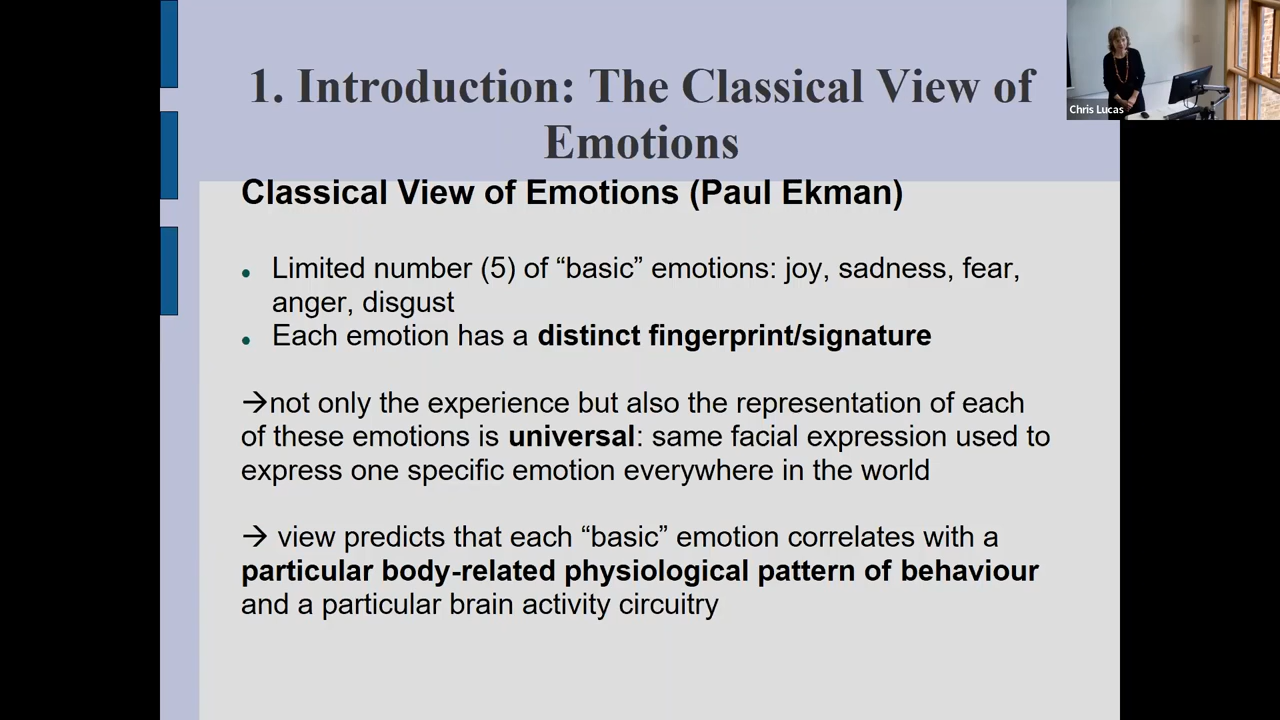 1. Introduction: The Classical View of
Emotions
Chris Lucas
Classical View of Emotions (Paul Ekman)
• Limited number (5) of “basic” emotions: joy, sadness, fear,
anger, disgust
• Each emotion has a distinct fingerprint/signature
→not only the experience but also the representation of each
of these emotions is universal: same facial expression used to
express one specific emotion everywhere in the world
→ view predicts that each “basic” emotion correlates with a
particular body-related physiological pattern of behaviour
and a particular brain activity circuitry